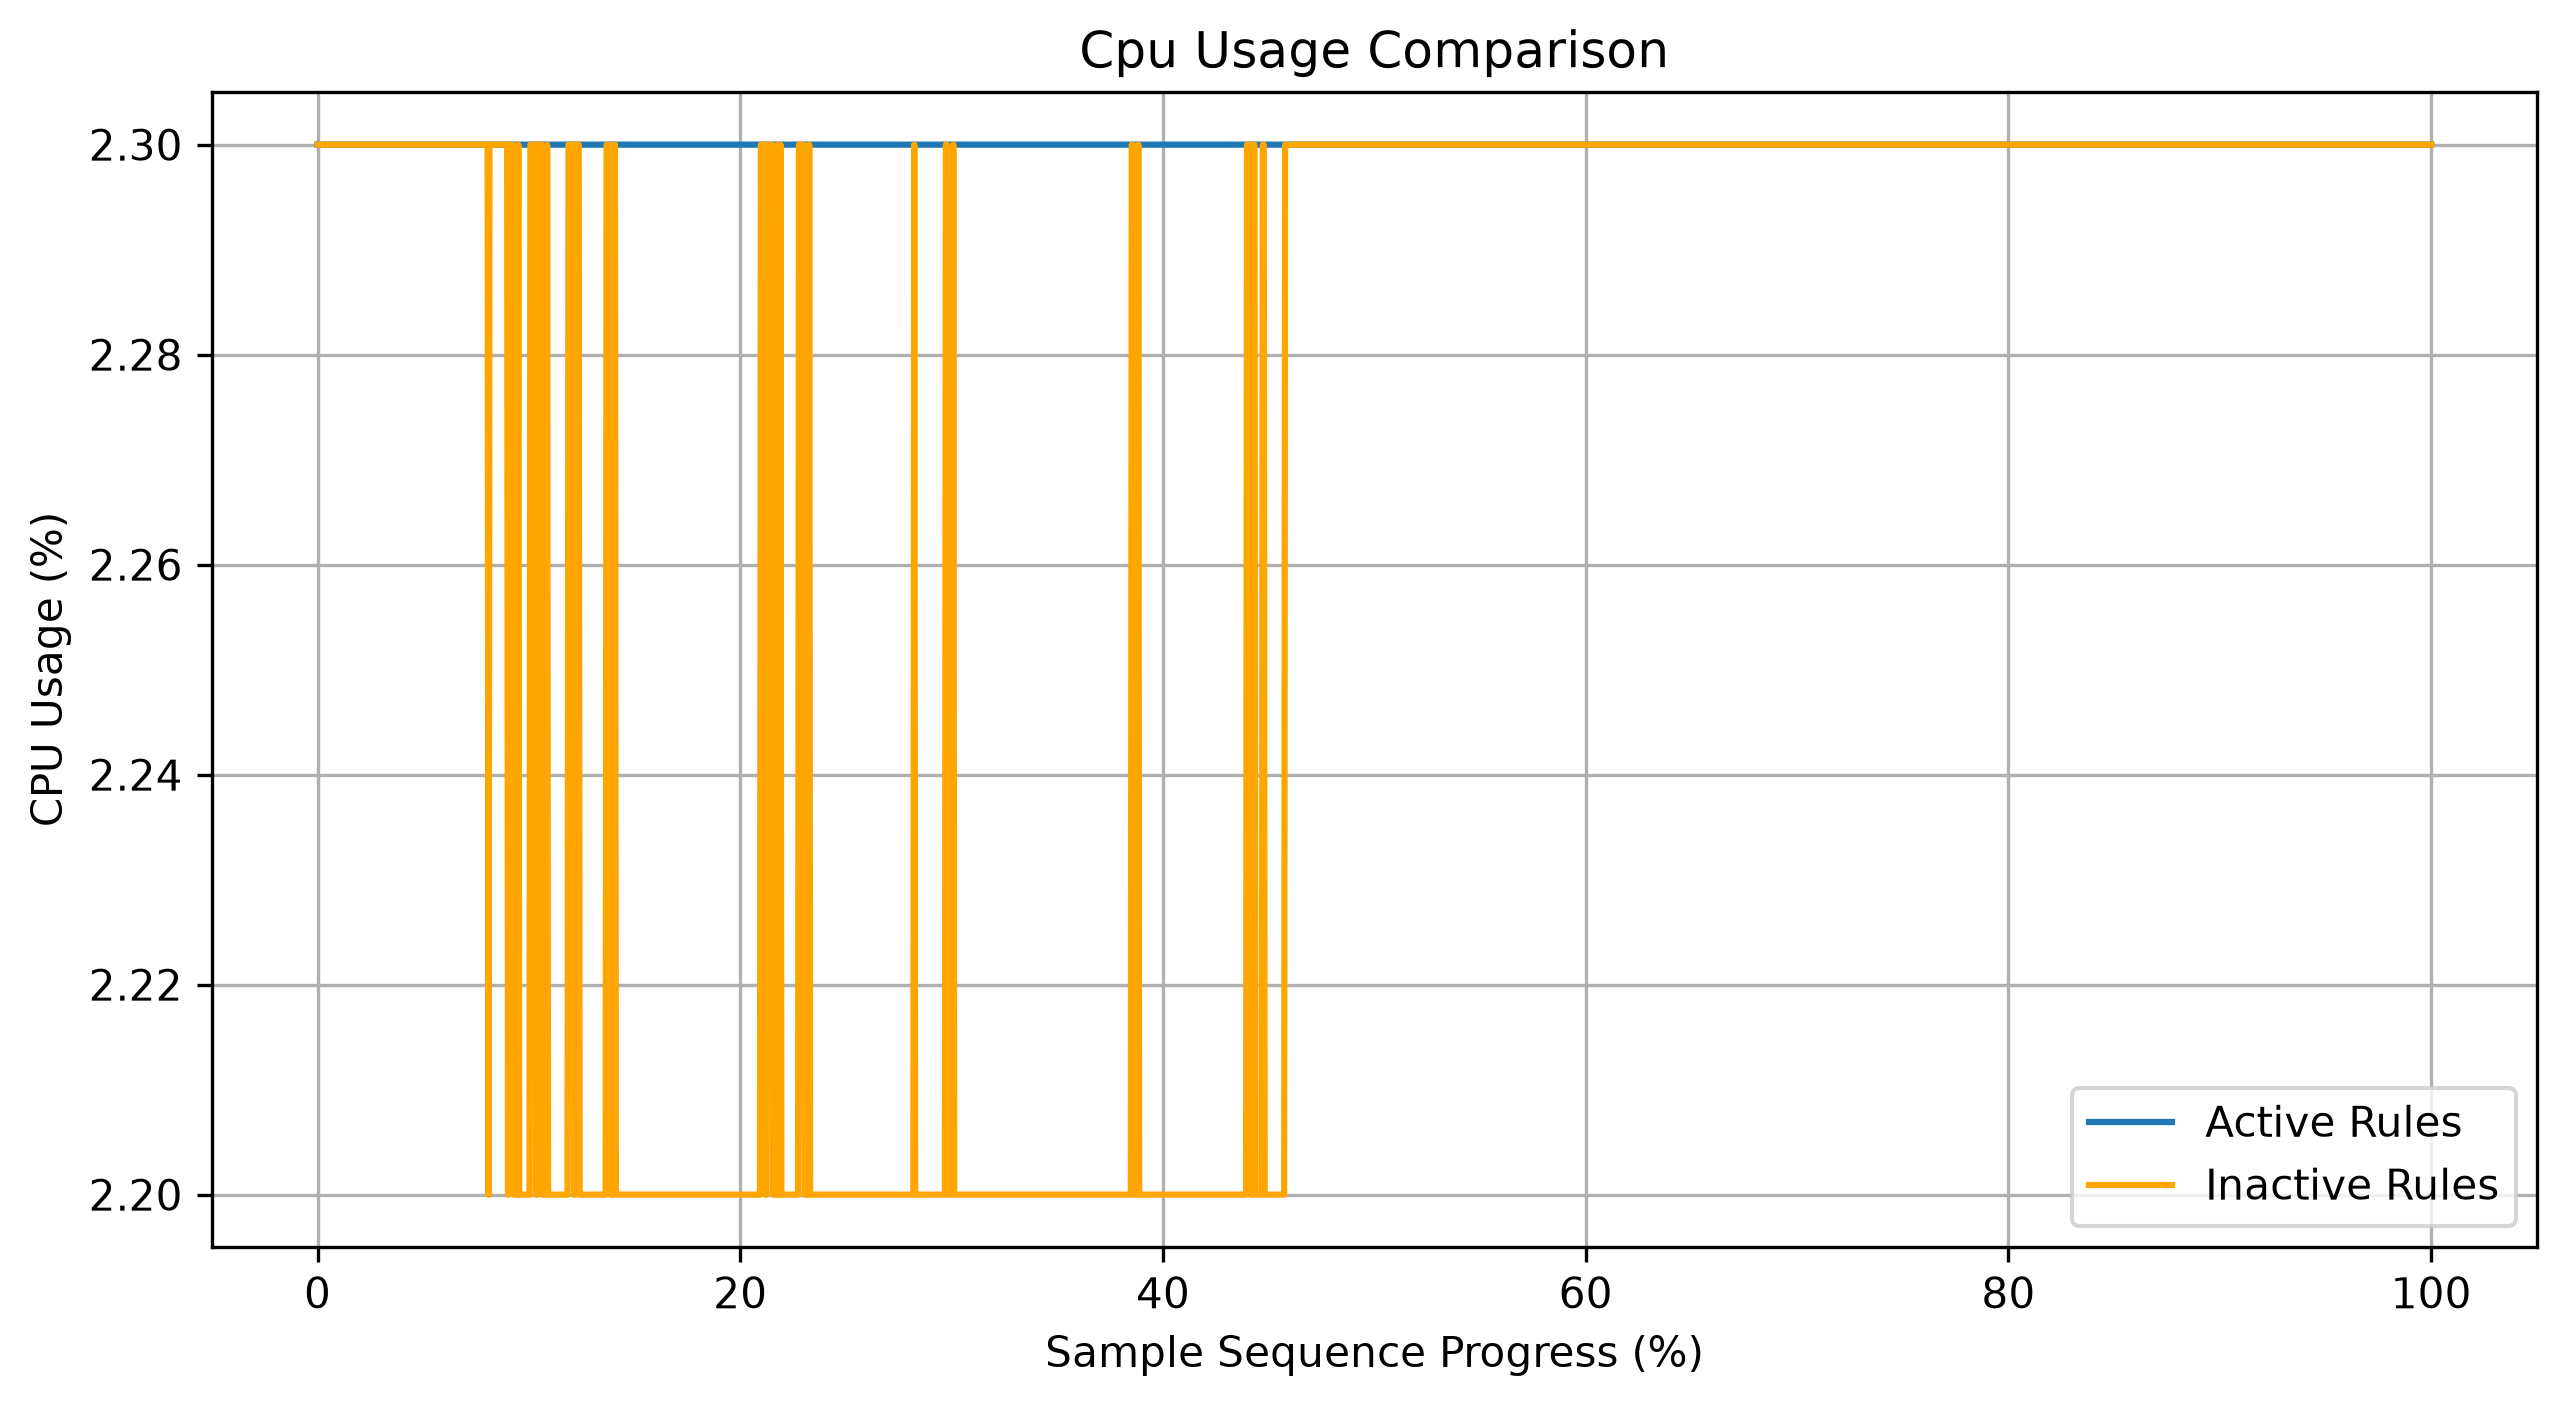 Cpu Usage Comparison
2.30
2.28
2.26
2.24
2.22
2.20
CPU Usage (%)
0 20 40 60 80 100
Sample Sequence Progress (%)
Active Rules
Inactive Rules